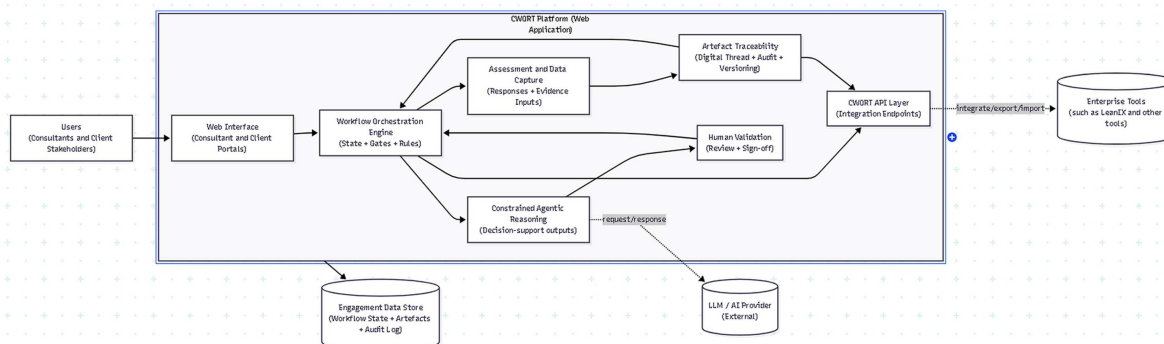 CWORT Platform (Web
Application)
Artefact Traceability
(Digital Thread + Audit +
Versioning)
Assessment and Data
Capture
(Responses + Evidence
Inputs)
CWORT API Layer
(Integration Endpoints)
integrate/export/import
Enterprise Tools
(such as LeanIX and other
tools)
Users
(Consultants and Client
Stakeholders)
Web Interface
(Consultant and Client
Portals)
Workflow Orchestration
Engine
(State + Gates + Rules)
Human Validation
(Review + Sign-off)
Constrained Agentic
Reasoning
(Decision-support outputs)
request/response
Engagement Data Store
(Workflow State + Artefacts
+ Audit Log)
LLM / AI Provider
(External)